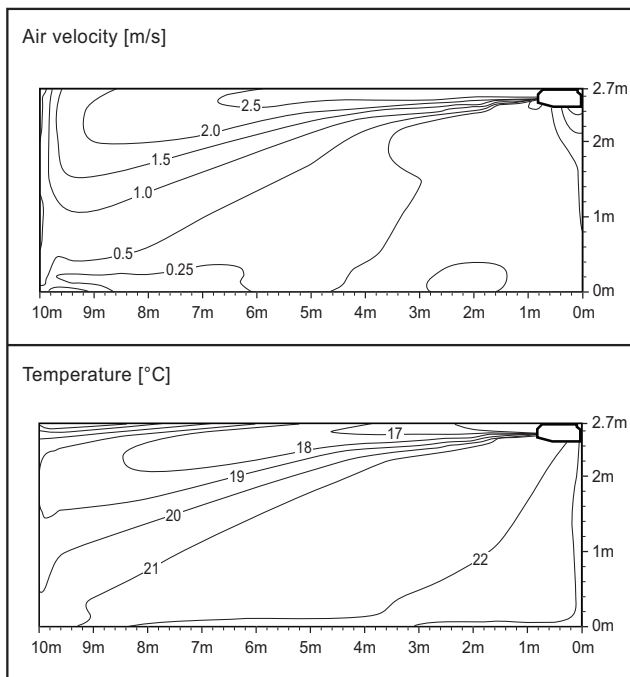 Air velocity [m/s]
2.7m
2.5
2.0
2m
1.5
1.0
1m
0.5
0.25
0m
10m 9m 8m 7m 6m 5m 4m 3m 2m 1m 0m
Temperature [°C]
2.7m
17
18
2m
19
20
1m
22
21
0m
10m 9m 8m 7m 6m 5m 4m 3m 2m 1m 0m